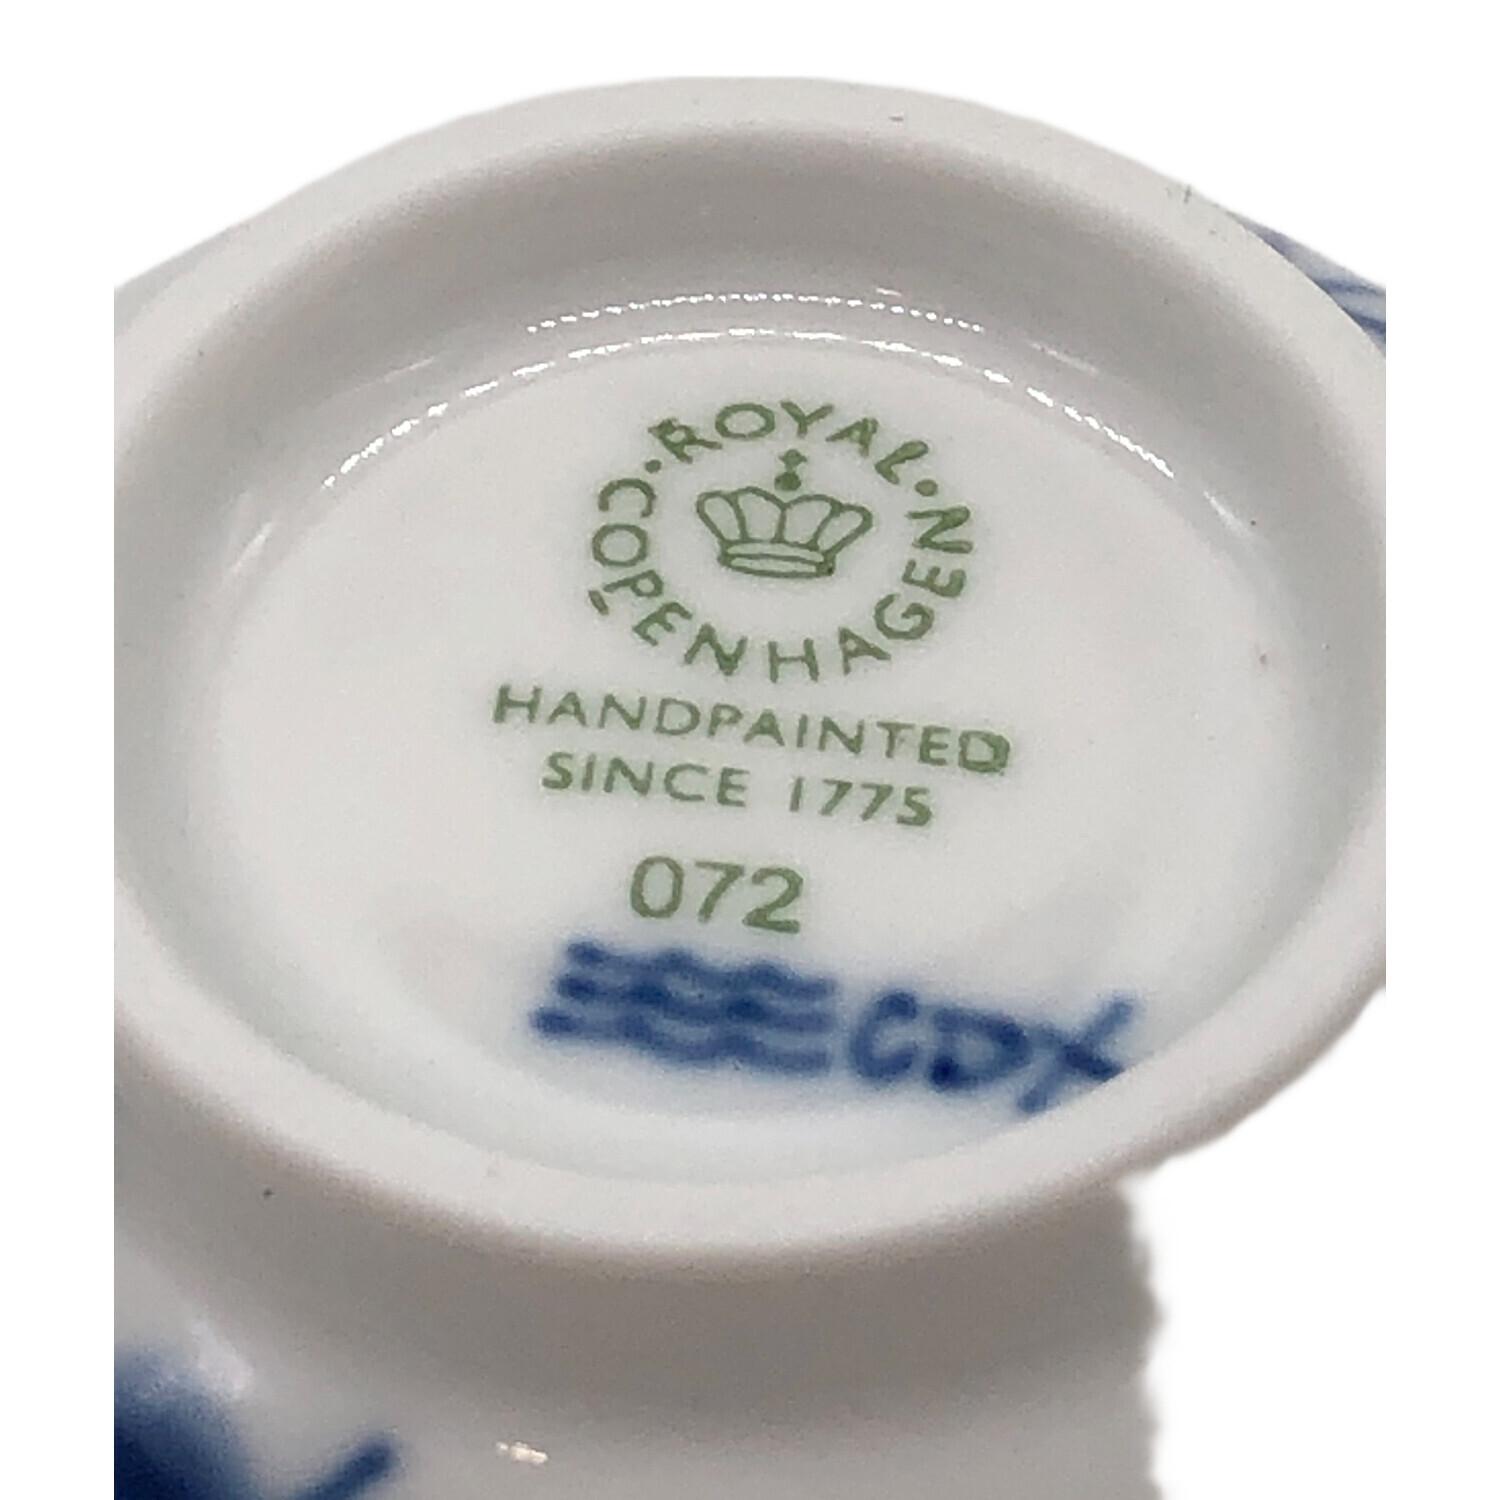 ROYAL · COPENHAGEN ·
HANDPAINTED
SINCE 1775
072
CDX